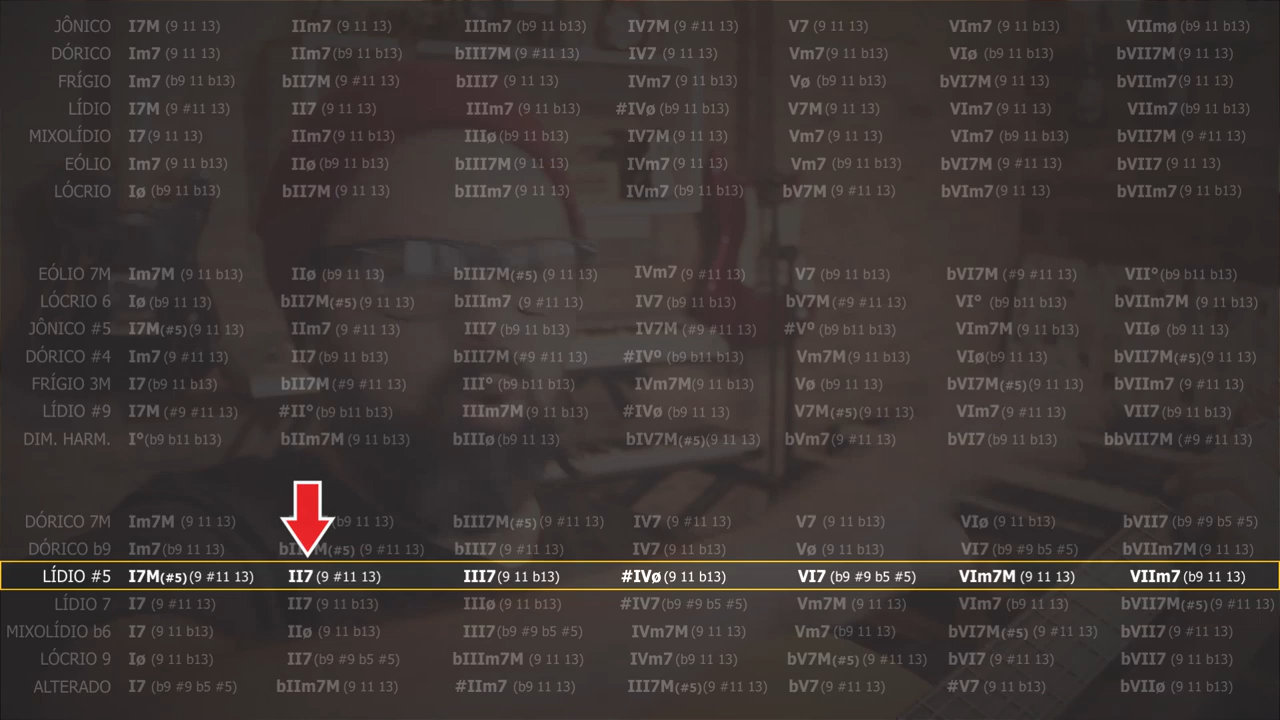 JÔNICO I7M (9 11 13) IIm7 (9 11 13) IIIm7 (b9 11 b13) IV7M (9 #11 13) V7 (9 11 13) VIm7 (9 11 b13) VIImø (b9 11 b13)
DÓRICO Im7 (9 11 13) IIm7 (b9 11 b13) bIII7M (9 #11 13) IV7 (9 11 13) Vm7 (9 11 b13) VIø (b9 11 b13) bVII7M (9 11 13)
FRÍGIO Im7 (b9 11 b13) bII7M (9 #11 13) bIII7 (9 11 13) IVm7 (9 11 b13) Vø (b9 11 b13) bVI7M (9 11 13) bVIIm7 (9 11 13)
LÍDIO I7M (9 #11 13) II7 (9 11 13) IIIm7 (9 11 b13) #IVø (b9 11 b13) V7M (9 11 13) VIm7 (9 11 13) VIIm7 (b9 11 b13)
MIXOLÍDIO I7 (9 11 13) IIm7 (9 11 b13) IIIø (b9 11 b13) IV7M (9 11 13) Vm7 (9 11 13) VIm7 (b9 11 b13) bVII7M (9 #11 13)
EÓLIO Im7 (9 11 b13) IIø (b9 11 b13) bIII7M (9 11 13) IVm7 (9 11 13) Vm7 (b9 11 b13) bVI7M (9 #11 13) bVII7 (9 11 13)
LÓCRIO Iø (b9 11 b13) bII7M (9 11 13) bIIIm7 (9 11 13) IVm7 (b9 11 b13) bV7M (9 #11 13) bVIm7 (9 11 13) bVIIm7 (9 11 b13)
EÓLIO 7M Im7M (9 11 b13) IIø (b9 11 13) bIII7M(#5) (9 11 13) IVm7 (9 #11 13) V7 (b9 11 b13) bVI7M (#9 #11 13) VII° (b9 b11 b13)
LÓCRIO 6 Iø (b9 11 13) bII7M(#5) (9 11 13) bIIIm7 (9 #11 13) IV7 (b9 11 b13) bV7M (#9 #11 13) VI° (b9 b11 b13) bVIIm7M (9 11 b13)
JÔNICO #5 I7M(#5) (9 11 13) IIm7 (9 #11 13) III7 (b9 11 b13) IV7M (#9 #11 13) #Vº (b9 b11 b13) VIm7M (9 11 b13) VIIø (b9 11 13)
DÓRICO #4 Im7 (9 #11 13) II7 (b9 11 b13) bIII7M (#9 #11 13) #IVº (b9 b11 b13) Vm7M (9 11 b13) VIø(b9 11 13) bVII7M(#5)(9 11 13)
FRÍGIO 3M I7 (b9 11 b13) bII7M (#9 #11 13) III° (b9 b11 b13) IVm7M(9 11 b13) Vø (b9 11 13) bVI7M(#5)(9 11 13) bVIIm7 (9 #11 13)
LÍDIO #9 I7M (#9 #11 13) #II° (b9 b11 b13) IIIm7M (9 11 b13) #IVø (b9 11 13) V7M(#5) (9 11 13) VIm7 (9 #11 13) VII7 (b9 11 b13)
DIM. HARM. I°(b9 b11 b13) bIIm7M (9 11 b13) bIIIø (b9 11 13) bIV7M(#5)(9 11 13) bVm7 (9 #11 13) bVI7 (b9 11 b13) bbVII7M (#9 #11 13)
DÓRICO 7M Im7M (9 11 13) b9 11 13) bIII7M(#5) (9 #11 13) IV7 (9 #11 13) V7 (9 11 b13) VIø (9 11 b13) bVII7 (b9 #9 b5 #5)
DÓRICO b9 Im7 (b9 11 13) (#5) (9 #11 13) bIII7 (9 #11 13) IV7 (9 11 b13) Vø (9 11 b13) VI7 (b9 #9 b5 #5) bVIIm7M (9 11 13)
LÍDIO #5 I7M(#5) (9 #11 13) II7 (9 #11 13) III7 (9 11 b13) #IVø (9 11 b13) VI7 (b9 #9 b5 #5) VIm7M (9 11 13) VIIm7 (b9 11 13)
LÍDIO 7 I7 (9 #11 13) II7 (9 11 b13) IIIø (9 11 b13) #IV7 (b9 #9 b5 #5) Vm7M (9 11 13) VIm7 (b9 11 13) bVII7M(#5) (9 #11 13)
MIXOLÍDIO b6 I7 (9 11 b13) IIø (9 11 b13) III7 (b9 #9 b5 #5) IVm7M (9 11 13) Vm7 (b9 11 13) bVI7M(#5) (9 #11 13) bVII7 (9 #11 13)
LÓCRIO 9 Iø (9 11 b13) II7 (b9 #9 b5 #5) bIIIm7M (9 11 13) IVm7 (b9 11 13) bV7M(#5) (9 #11 13) bVI7 (9 #11 13) bVII7 (9 11 b13)
ALTERADO I7 (b9 #9 b5 #5) bIIm7M (9 11 13) #IIm7 (b9 11 13) III7M(#5)(9 #11 13) bV7 (9 #11 13) #V7 (9 11 b13) bVIIø (9 11 b13)